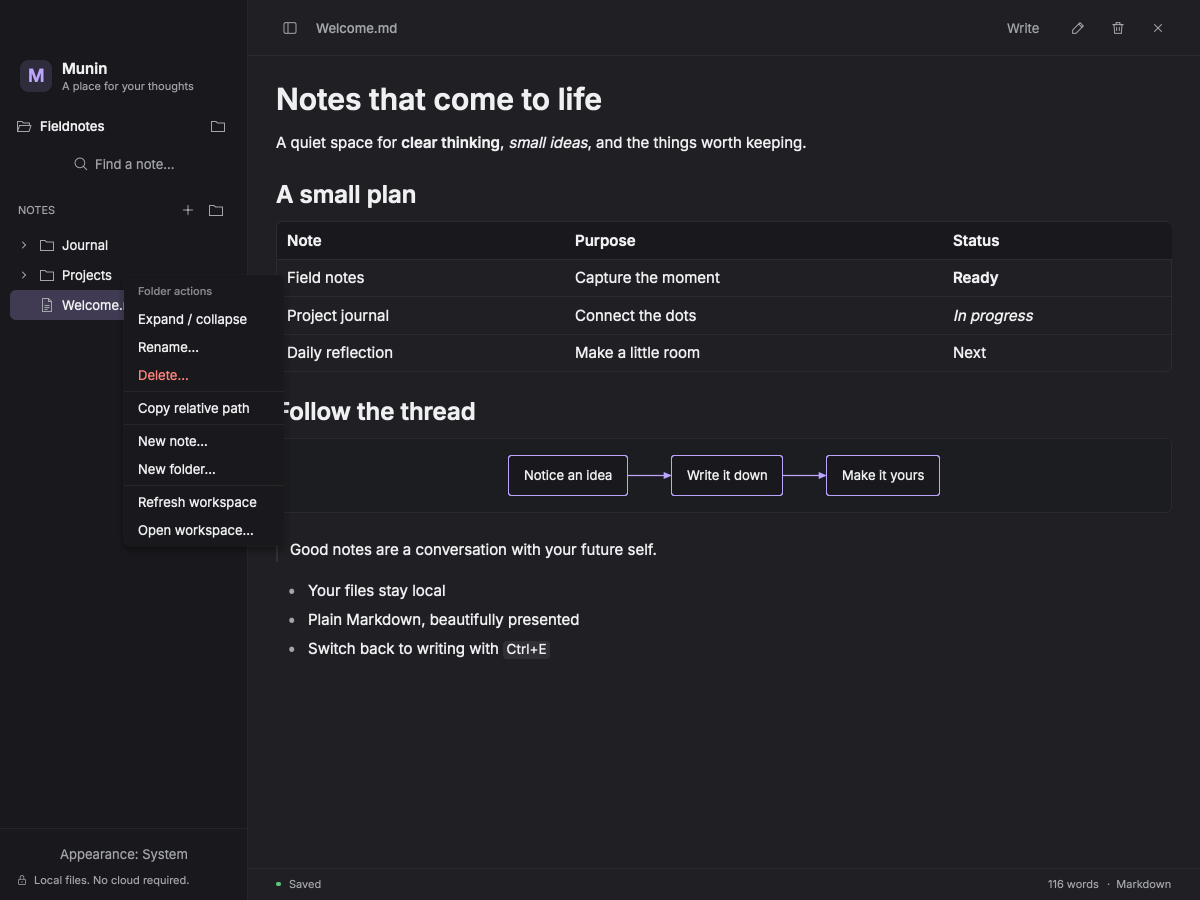 Welcome.md
Write
M
Munin
A place for your thoughts
Fieldnotes
Find a note...
NOTES
Journal
Projects
Welcome.
Folder actions
Expand / collapse
Rename...
Delete...
Copy relative path
New note...
New folder...
Refresh workspace
Open workspace...
Appearance: System
Local files. No cloud required.
Notes that come to life
A quiet space for clear thinking, small ideas, and the things worth keeping.
A small plan
Note Purpose Status
Field notes Capture the moment Ready
Project journal Connect the dots In progress
Daily reflection Make a little room Next
Follow the thread
Notice an idea Write it down Make it yours
Good notes are a conversation with your future self.
Your files stay local
Plain Markdown, beautifully presented
Switch back to writing with Ctrl+E
Saved
116 words · Markdown